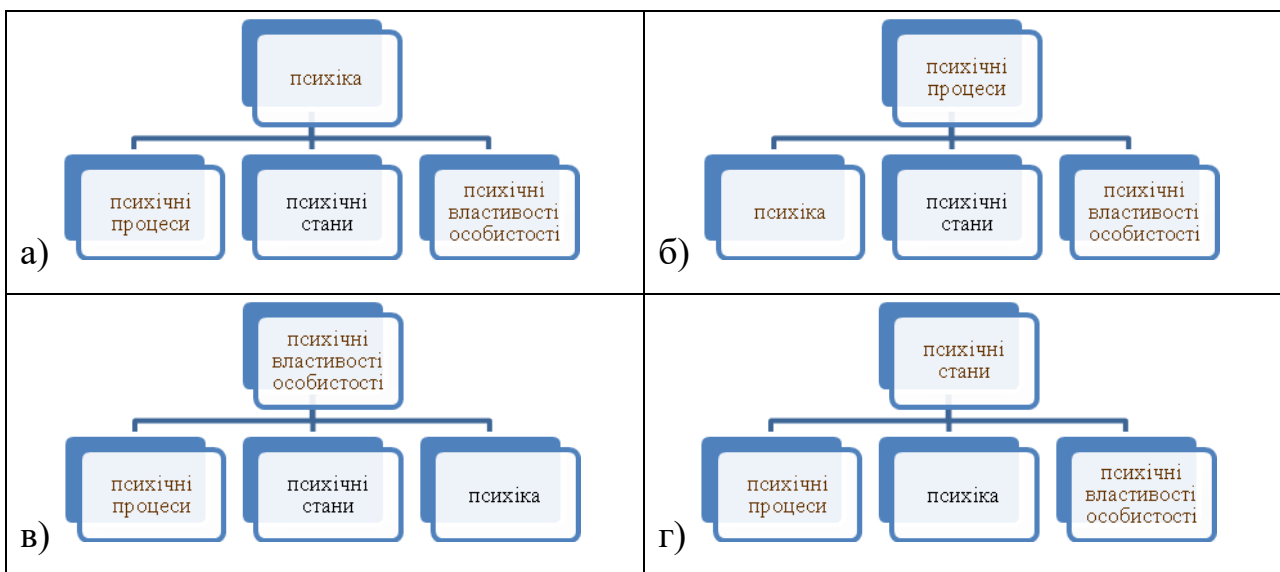 психіка
психічні
процеси
психічні
стани
психічні
властивості
особистості
а)
психічні
процеси
психіка
психічні
стани
психічні
властивості
особистості
б)
психічні
властивості
особистості
психічні
процеси
психічні
стани
психіка
в)
психічні
стани
психічні
процеси
психіка
психічні
властивості
особистості
г)